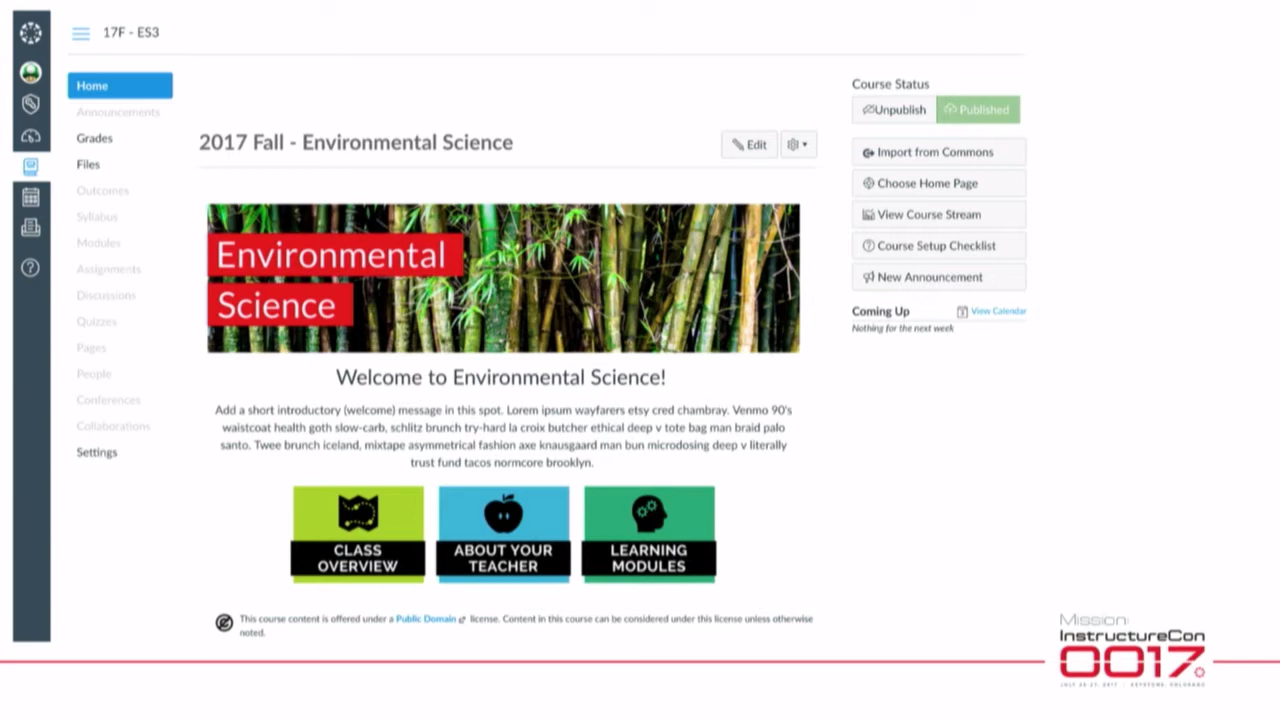 17F - ES3
Home
Announcements
Grades
Files
Outcomes
Syllabus
Modules
Assignments
Discussions
Quizzes
Pages
People
Conferences
Collaborations
Settings
2017 Fall - Environmental Science
Edit
Environmental
Science
Welcome to Environmental Science!
Add a short introductory (welcome) message in this spot. Lorem ipsum wayfarers etsy cred chambray. Venmo 90's
waistcoat health goth slow-carb, schlitz brunch try-hard la croix butcher ethical deep v tote bag man braid palo
santo. Twee brunch iceland, mixtape asymmetrical fashion axe knausgaard man bun microdosing deep v literally
trust fund tacos normcore brooklyn.
CLASS
OVERVIEW
ABOUT YOUR
TEACHER
LEARNING
MODULES
This course content is offered under a Public Domain license. Content in this course can be considered under this license unless otherwise
noted.
Course Status
Unpublish
Published
Import from Commons
Choose Home Page
View Course Stream
Course Setup Checklist
New Announcement
Coming Up
View Calendar
Nothing for the next week
Mission:
InstructureCon
0017
KEYSTONE, COLORADO